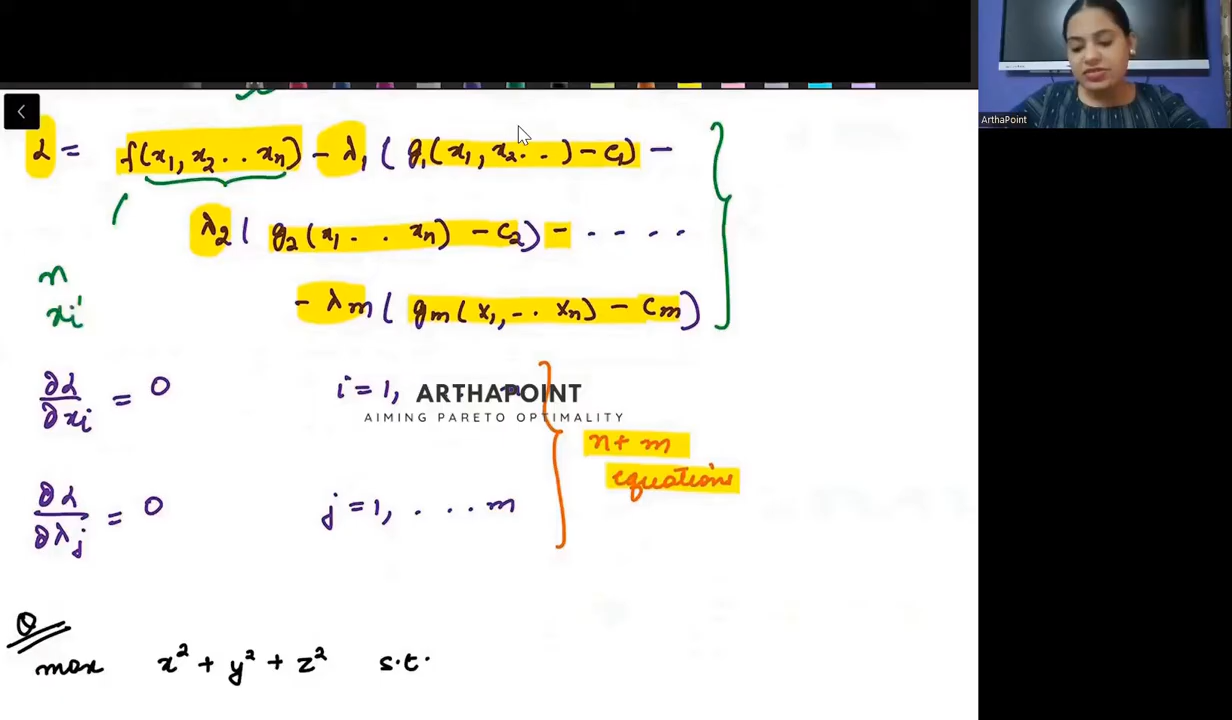 ℒ = f(x₁, x₂ .. xₙ) - λ₁ ( g₁(x₁, x₂ ..) - c₁) -
λ₂ ( g₂(x₁ . . xₙ) - c₂) - - . . . .
- λm ( gm(x₁, - . xₙ) - cm)
n
xi
∂ℒ/∂xi = 0 i = 1, n
ARTHAPOINT
AIMING PARETO OPTIMALITY
n + m
equations
∂ℒ/∂λj = 0 j = 1, . . . . m
Q
max x² + y² + z² s.t.
ArthaPoint